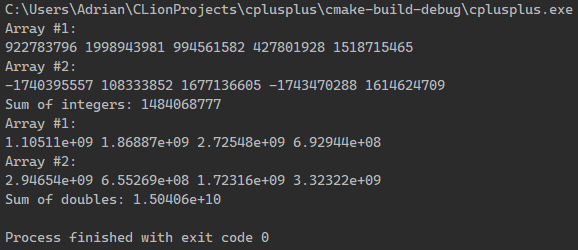 C:\Users\Adrian\CLionProjects\cplusplus\cmake-build-debug\cplusplus.exe
Array #1:
922783796 1998943981 994561582 427801928 1518715465
Array #2:
-1740395557 108333852 1677136605 -1743470288 1614624709
Sum of integers: 1484068777
Array #1:
1.10511e+09 1.86887e+09 2.72548e+09 6.92944e+08
Array #2:
2.94654e+09 6.55269e+08 1.72316e+09 3.32322e+09
Sum of doubles: 1.50406e+10
Process finished with exit code 0